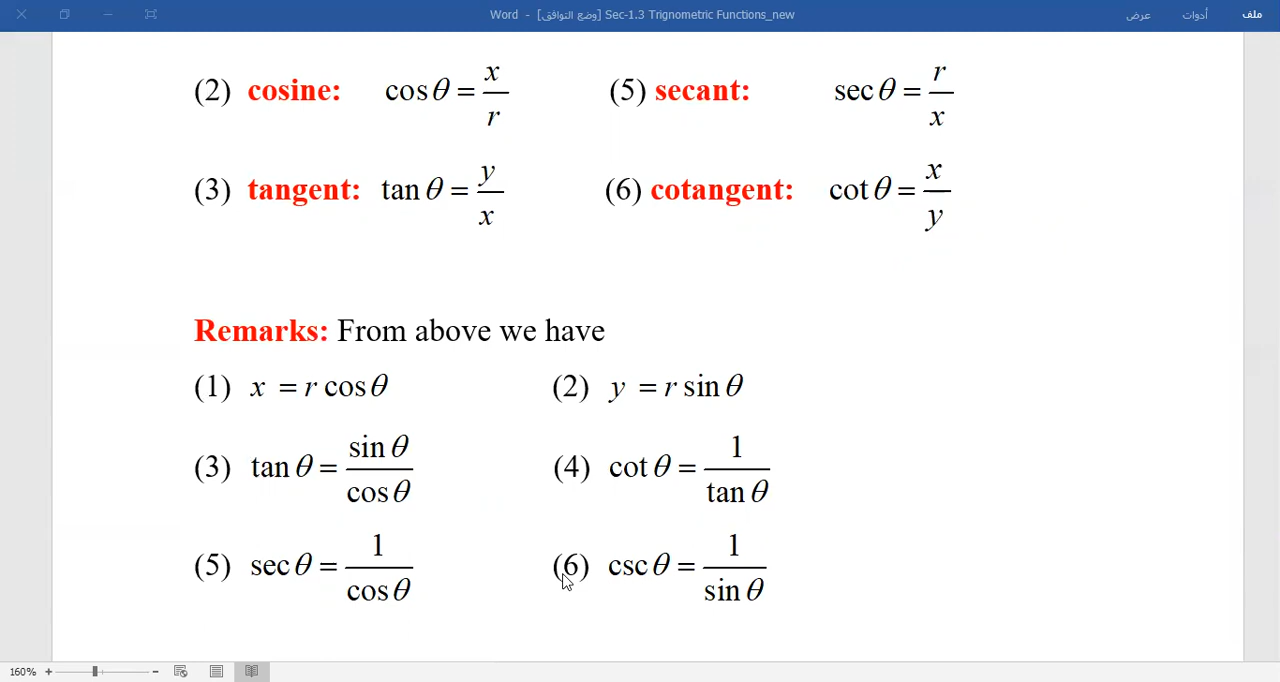 ملف أدوات عرض Sec-1.3 Trignometric Functions_new [وضع التوافق] - Word
(2) cosine: cos θ = x/r (5) secant: sec θ = r/x
(3) tangent: tan θ = y/x (6) cotangent: cot θ = x/y
Remarks: From above we have
(1) x = r cos θ (2) y = r sin θ
(3) tan θ = sin θ/cos θ (4) cot θ = 1/tan θ
(5) sec θ = 1/cos θ (6) csc θ = 1/sin θ
160%